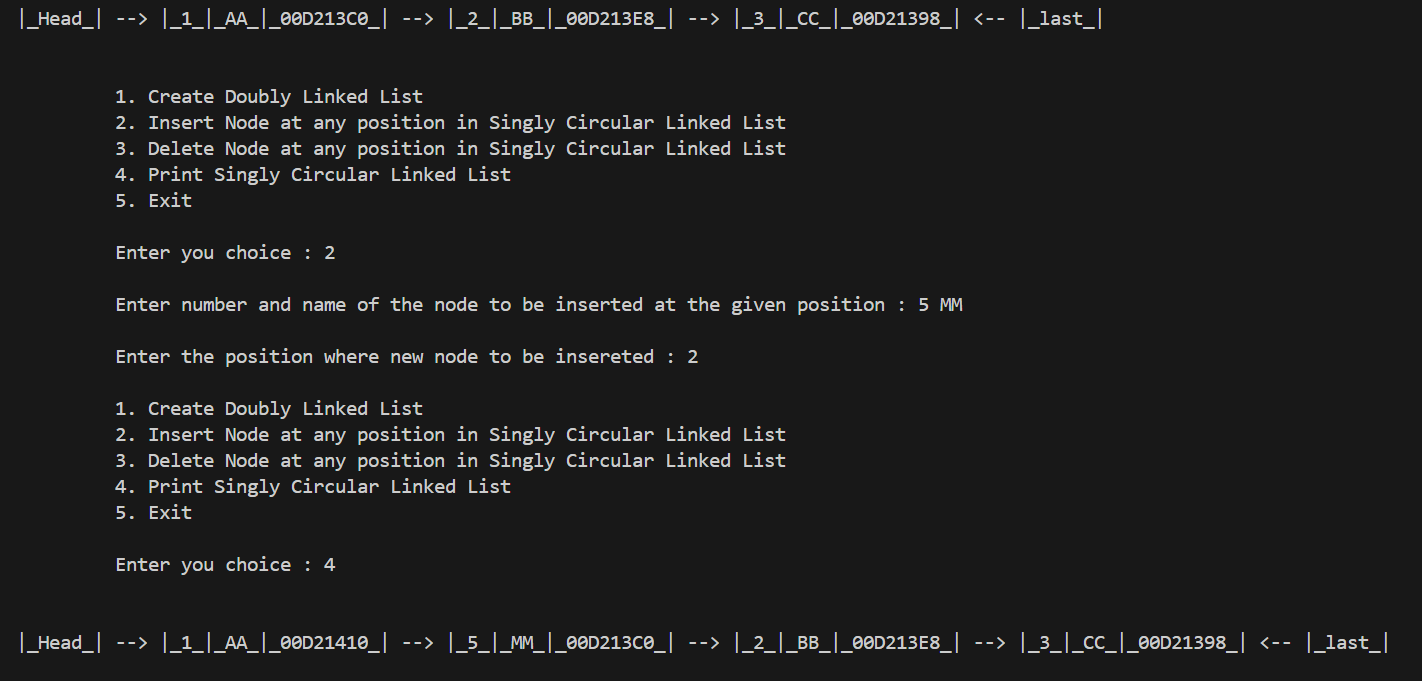 |_Head_| --> |_1_|_AA_|_00D213C0_| --> |_2_|_BB_|_00D213E8_| --> |_3_|_CC_|_00D21398_| <-- |_last_|
1. Create Doubly Linked List
2. Insert Node at any position in Singly Circular Linked List
3. Delete Node at any position in Singly Circular Linked List
4. Print Singly Circular Linked List
5. Exit
Enter you choice : 2
Enter number and name of the node to be inserted at the given position : 5 MM
Enter the position where new node to be insereted : 2
1. Create Doubly Linked List
2. Insert Node at any position in Singly Circular Linked List
3. Delete Node at any position in Singly Circular Linked List
4. Print Singly Circular Linked List
5. Exit
Enter you choice : 4
|_Head_| --> |_1_|_AA_|_00D21410_| --> |_5_|_MM_|_00D213C0_| --> |_2_|_BB_|_00D213E8_| --> |_3_|_CC_|_00D21398_| <-- |_last_|